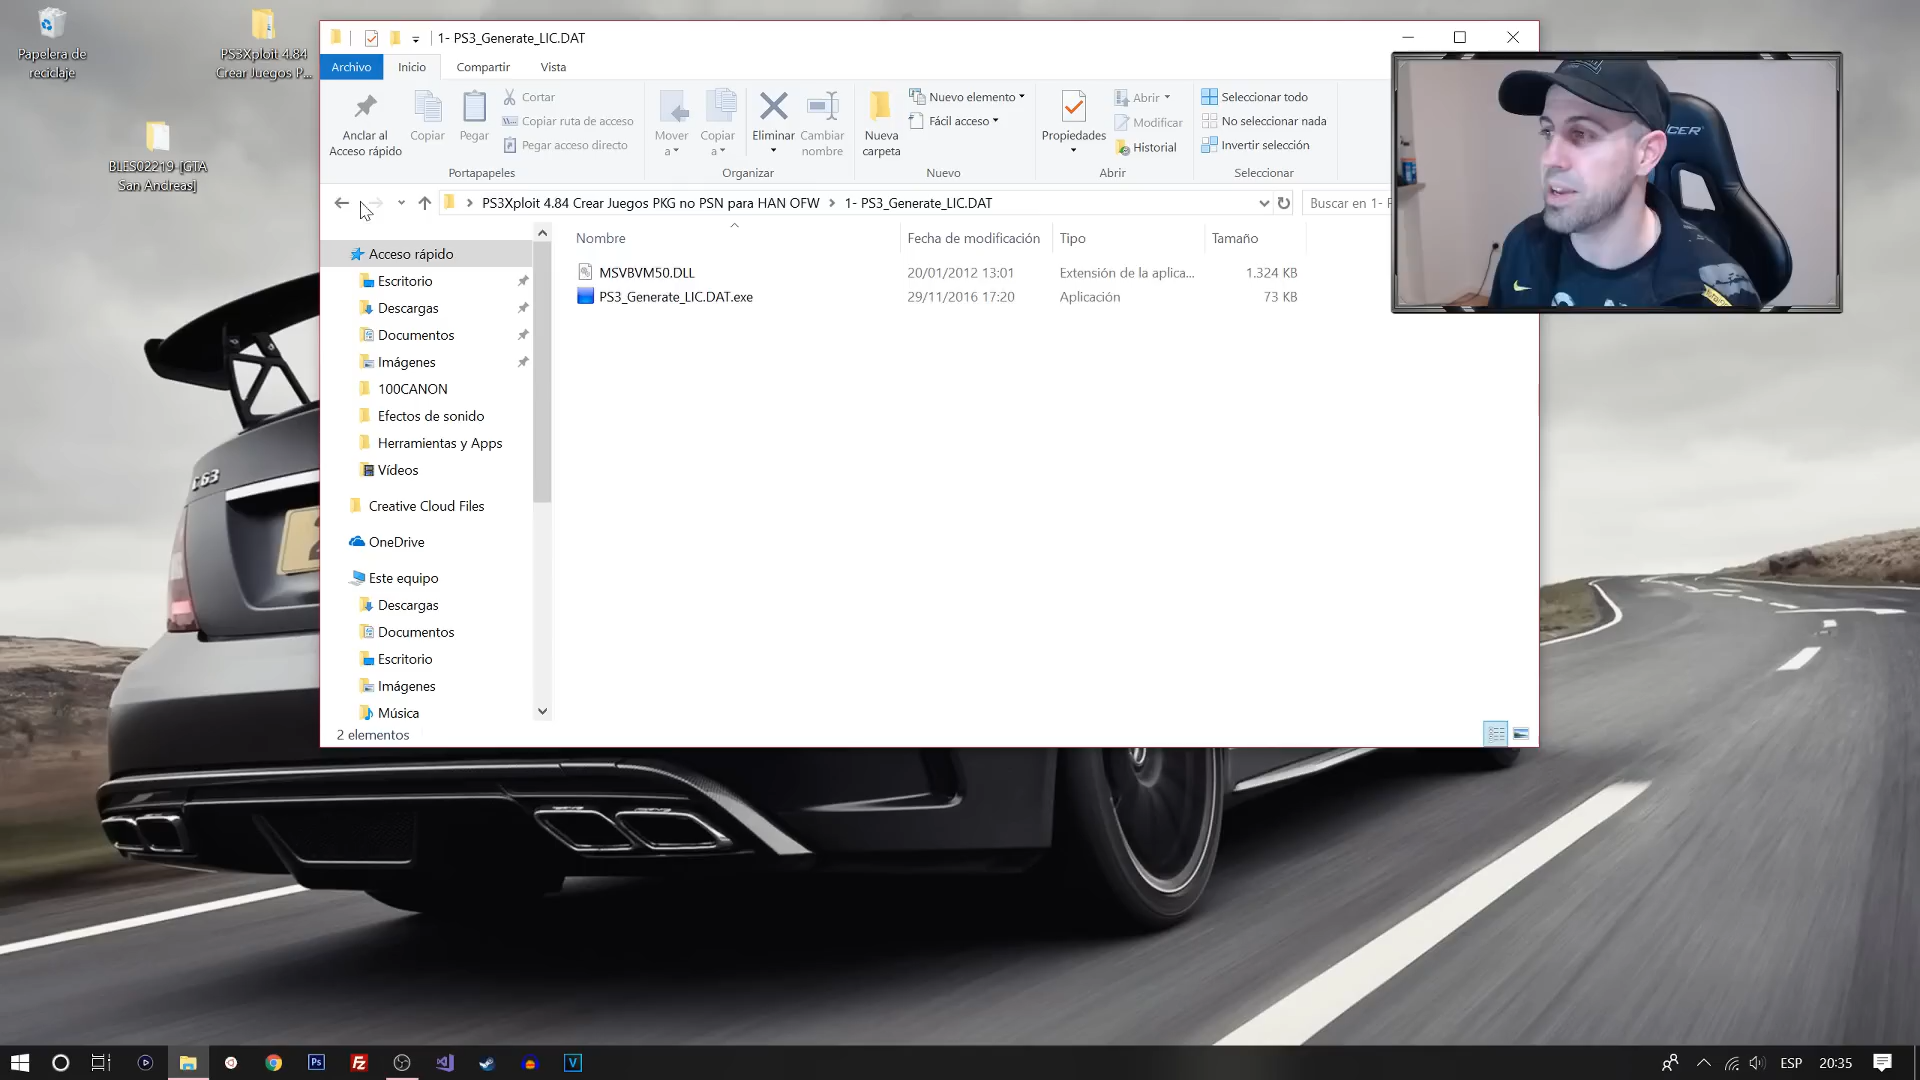 Papelera de
reciclaje
PS3Xploit 4.84
Crear Juegos P...
BLES02219-[GTA
San Andreas]
1- PS3_Generate_LIC.DAT
Archivo
Inicio
Compartir
Vista
Anclar al
Acceso rápido
Copiar
Pegar
Cortar
Copiar ruta de acceso
Pegar acceso directo
Portapapeles
Mover
a
Copiar
a
Eliminar
Cambiar
nombre
Organizar
Nueva
carpeta
Nuevo elemento
Fácil acceso
Nuevo
Propiedades
Abrir
Modificar
Historial
Abrir
Seleccionar todo
No seleccionar nada
Invertir selección
Seleccionar
PS3Xploit 4.84 Crear Juegos PKG no PSN para HAN OFW
1- PS3_Generate_LIC.DAT
Buscar en 1-
Nombre
Fecha de modificación
Tipo
Tamaño
MSVBVM50.DLL
20/01/2012 13:01
Extensión de la aplica...
1.324 KB
PS3_Generate_LIC.DAT.exe
29/11/2016 17:20
Aplicación
73 KB
Acceso rápido
Escritorio
Descargas
Documentos
Imágenes
100CANON
Efectos de sonido
Herramientas y Apps
Vídeos
Creative Cloud Files
OneDrive
Este equipo
Descargas
Documentos
Escritorio
Imágenes
Música
2 elementos
C 63
Ps
Fz
V
ESP
20:35